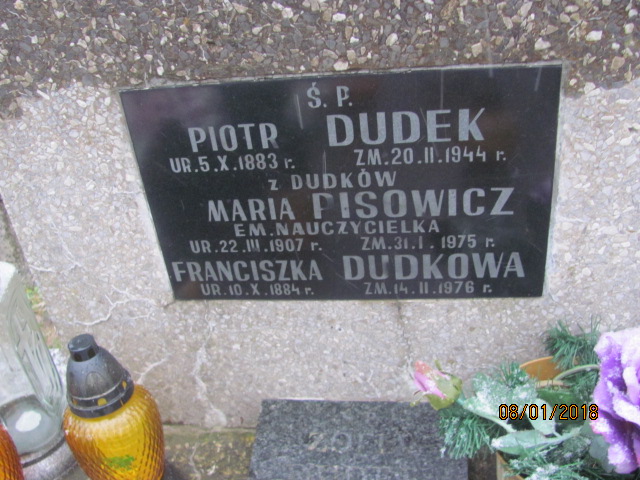 Ś. P.
PIOTR DUDEK
UR. 5. X. 1883 r. ZM. 20. II. 1944 r.
z DUDKÓW
MARIA PISOWICZ
EM. NAUCZYCIELKA
UR. 22. III. 1907 r. ZM. 31. I. 1975 r.
FRANCISZKA DUDKOWA
UR. 10. X. 1884 r. ZM. 14. II. 1976 r.
08/01/2018